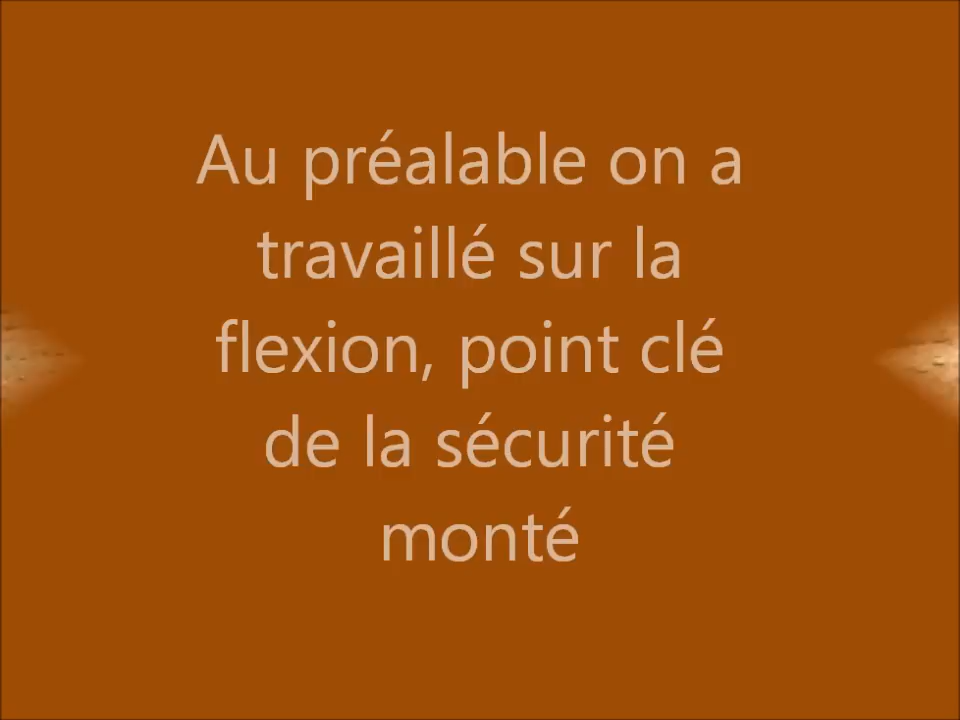 Au préalable on a
travaillé sur la
flexion, point clé
de la sécurité
monté